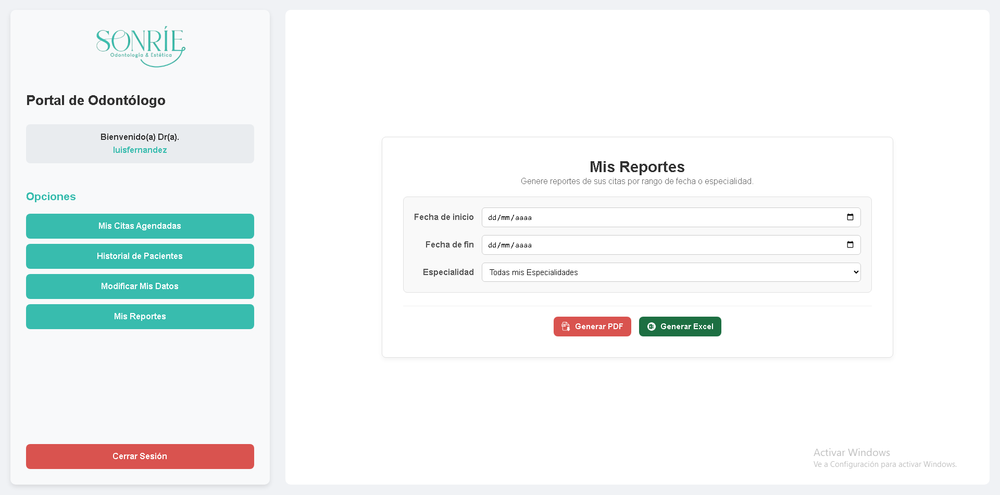 SONRÍE
Odontología & Estética
Portal de Odontólogo
Bienvenido(a) Dr(a).
luisfernandez
Opciones
Mis Citas Agendadas
Historial de Pacientes
Modificar Mis Datos
Mis Reportes
Cerrar Sesión
Mis Reportes
Genere reportes de sus citas por rango de fecha o especialidad.
Fecha de inicio dd/mm/aaaa
Fecha de fin dd/mm/aaaa
Especialidad Todas mis Especialidades
Generar PDF Generar Excel
Activar Windows
Ve a Configuración para activar Windows.